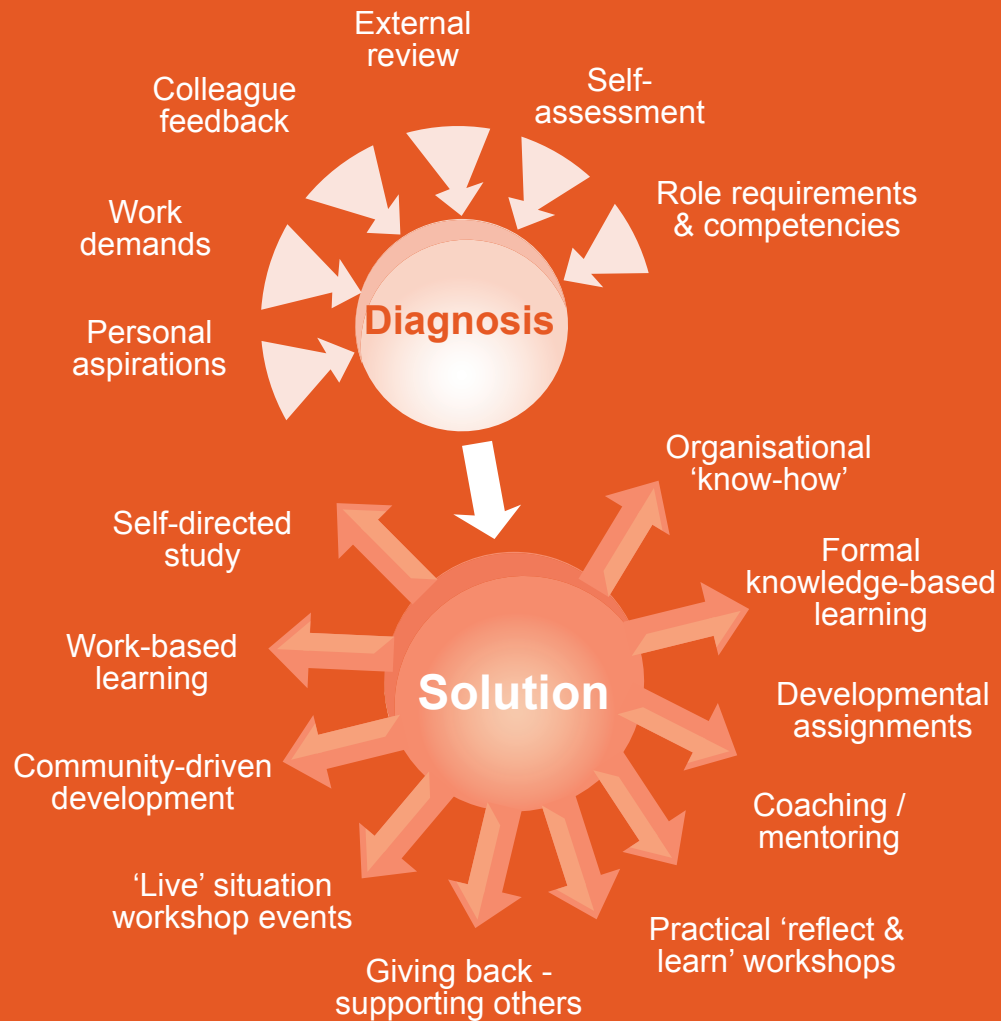 External
review
Colleague
feedback
Self-
assessment
Work
demands
Role requirements
& competencies
Personal
aspirations
Diagnosis
Organisational
‘know-how’
Self-directed
study
Formal
knowledge-based
learning
Work-based
learning
Solution
Developmental
assignments
Community-driven
development
Coaching /
mentoring
‘Live’ situation
workshop events
Practical ‘reflect &
learn’ workshops
Giving back -
supporting others